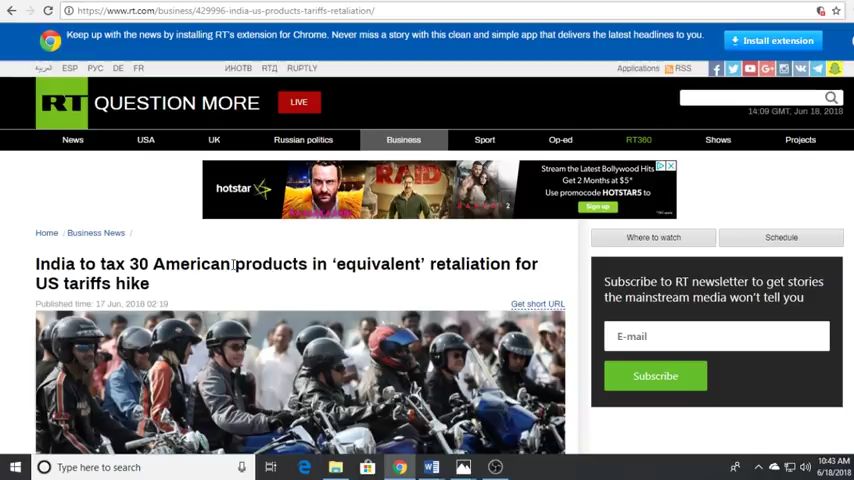 https://www.rt.com/business/429996-india-us-products-tariffs-retaliation/
Keep up with the news by installing RT's extension for Chrome. Never miss a story with this clean and simple app that delivers the latest headlines to you.
Install extension
العربية ESP РУС DE FR ИНОТВ RTД RUPTLY Applications RSS
RT QUESTION MORE LIVE
14:09 GMT, Jun 18, 2018
News USA UK Russian politics Business Sport Op-ed RT360 Shows Projects
hotstar
RAID
2
Stream the Latest Bollywood Hits
Get 2 Months at $5*
Use promocode HOTSTAR5 to
Sign up
Home / Business News /
Where to watch Schedule
India to tax 30 American products in ‘equivalent’ retaliation for
US tariffs hike
Published time: 17 Jun, 2018 02:19
Get short URL
Subscribe to RT newsletter to get stories
the mainstream media won't tell you
E-mail
Subscribe
Type here to search
10:43 AM
6/18/2018